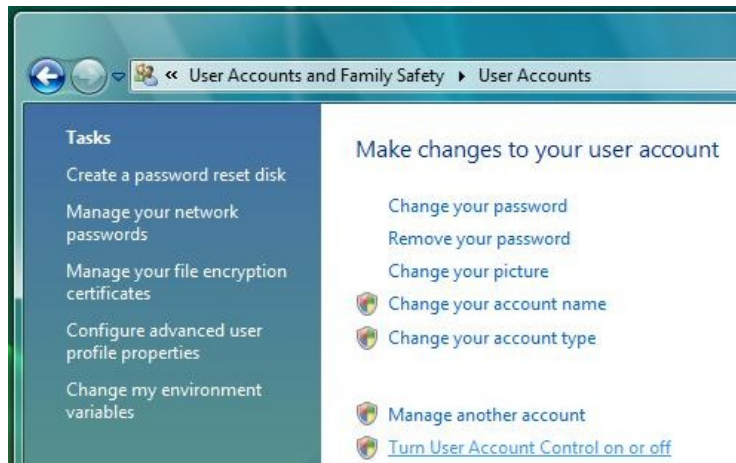 « User Accounts and Family Safety ▸ User Accounts
Tasks
Create a password reset disk
Manage your network
passwords
Manage your file encryption
certificates
Configure advanced user
profile properties
Change my environment
variables
Make changes to your user account
Change your password
Remove your password
Change your picture
Change your account name
Change your account type
Manage another account
Turn User Account Control on or off